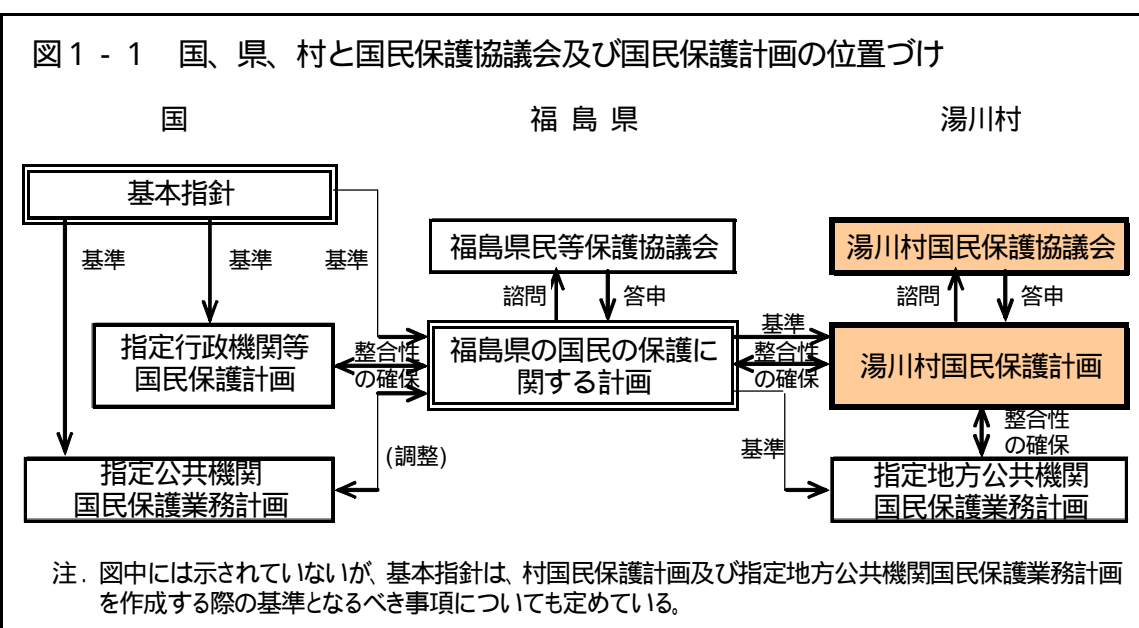 図1-1 国、県、村と国民保護協議会及び国民保護計画の位置づけ
国
福島県
湯川村
基本指針
基準
基準
基準
指定行政機関等
国民保護計画
整合性
の確保
指定公共機関
国民保護業務計画
(調整)
福島県民等保護協議会
諮問
答申
福島県の国民の保護に
関する計画
基準
整合性
の確保
基準
湯川村国民保護協議会
諮問
答申
湯川村国民保護計画
整合性
の確保
指定地方公共機関
国民保護業務計画
注.図中には示されていないが、基本指針は、村国民保護計画及び指定地方公共機関国民保護業務計画
を作成する際の基準となるべき事項についても定めている。